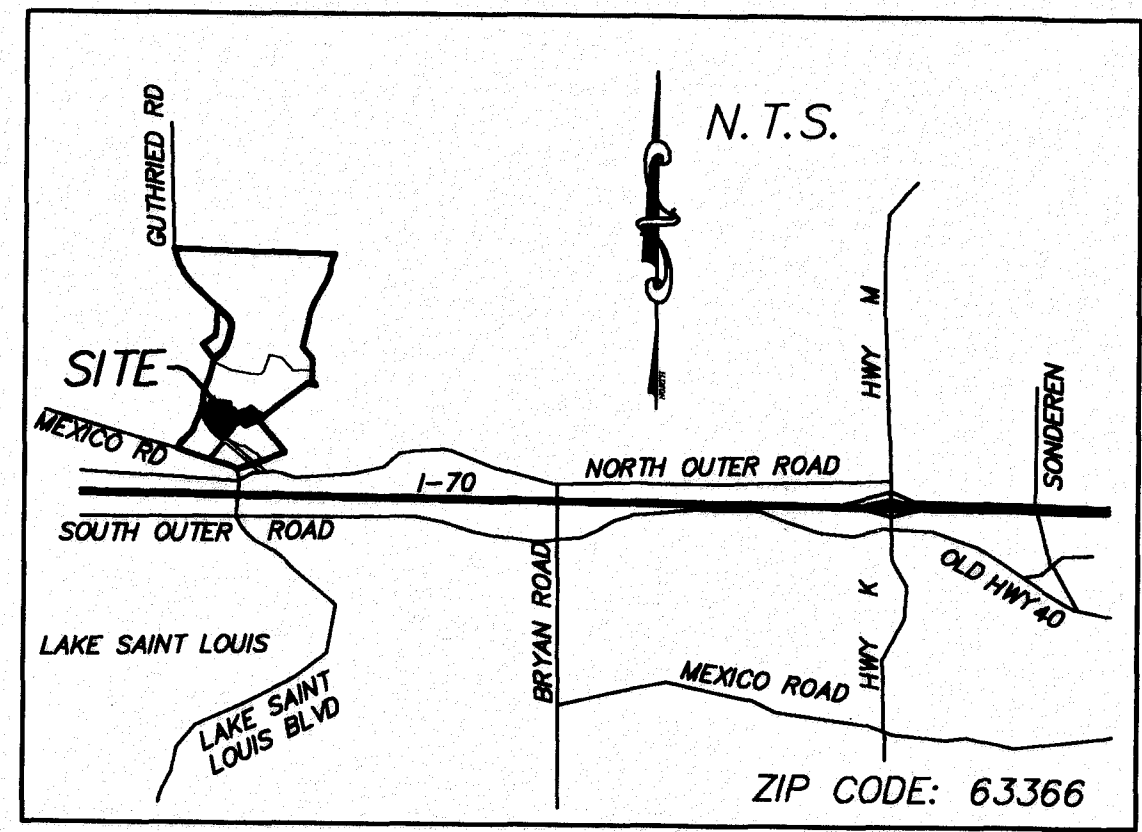 GUTHRIED RD
N.T.S.
NORTH
HWY M
SITE
MEXICO RD
SONDEREN
NORTH OUTER ROAD
I-70
SOUTH OUTER ROAD
OLD HWY 40
BRYAN ROAD
HWY K
LAKE SAINT LOUIS
MEXICO ROAD
LAKE SAINT
LOUIS BLVD
ZIP CODE: 63366